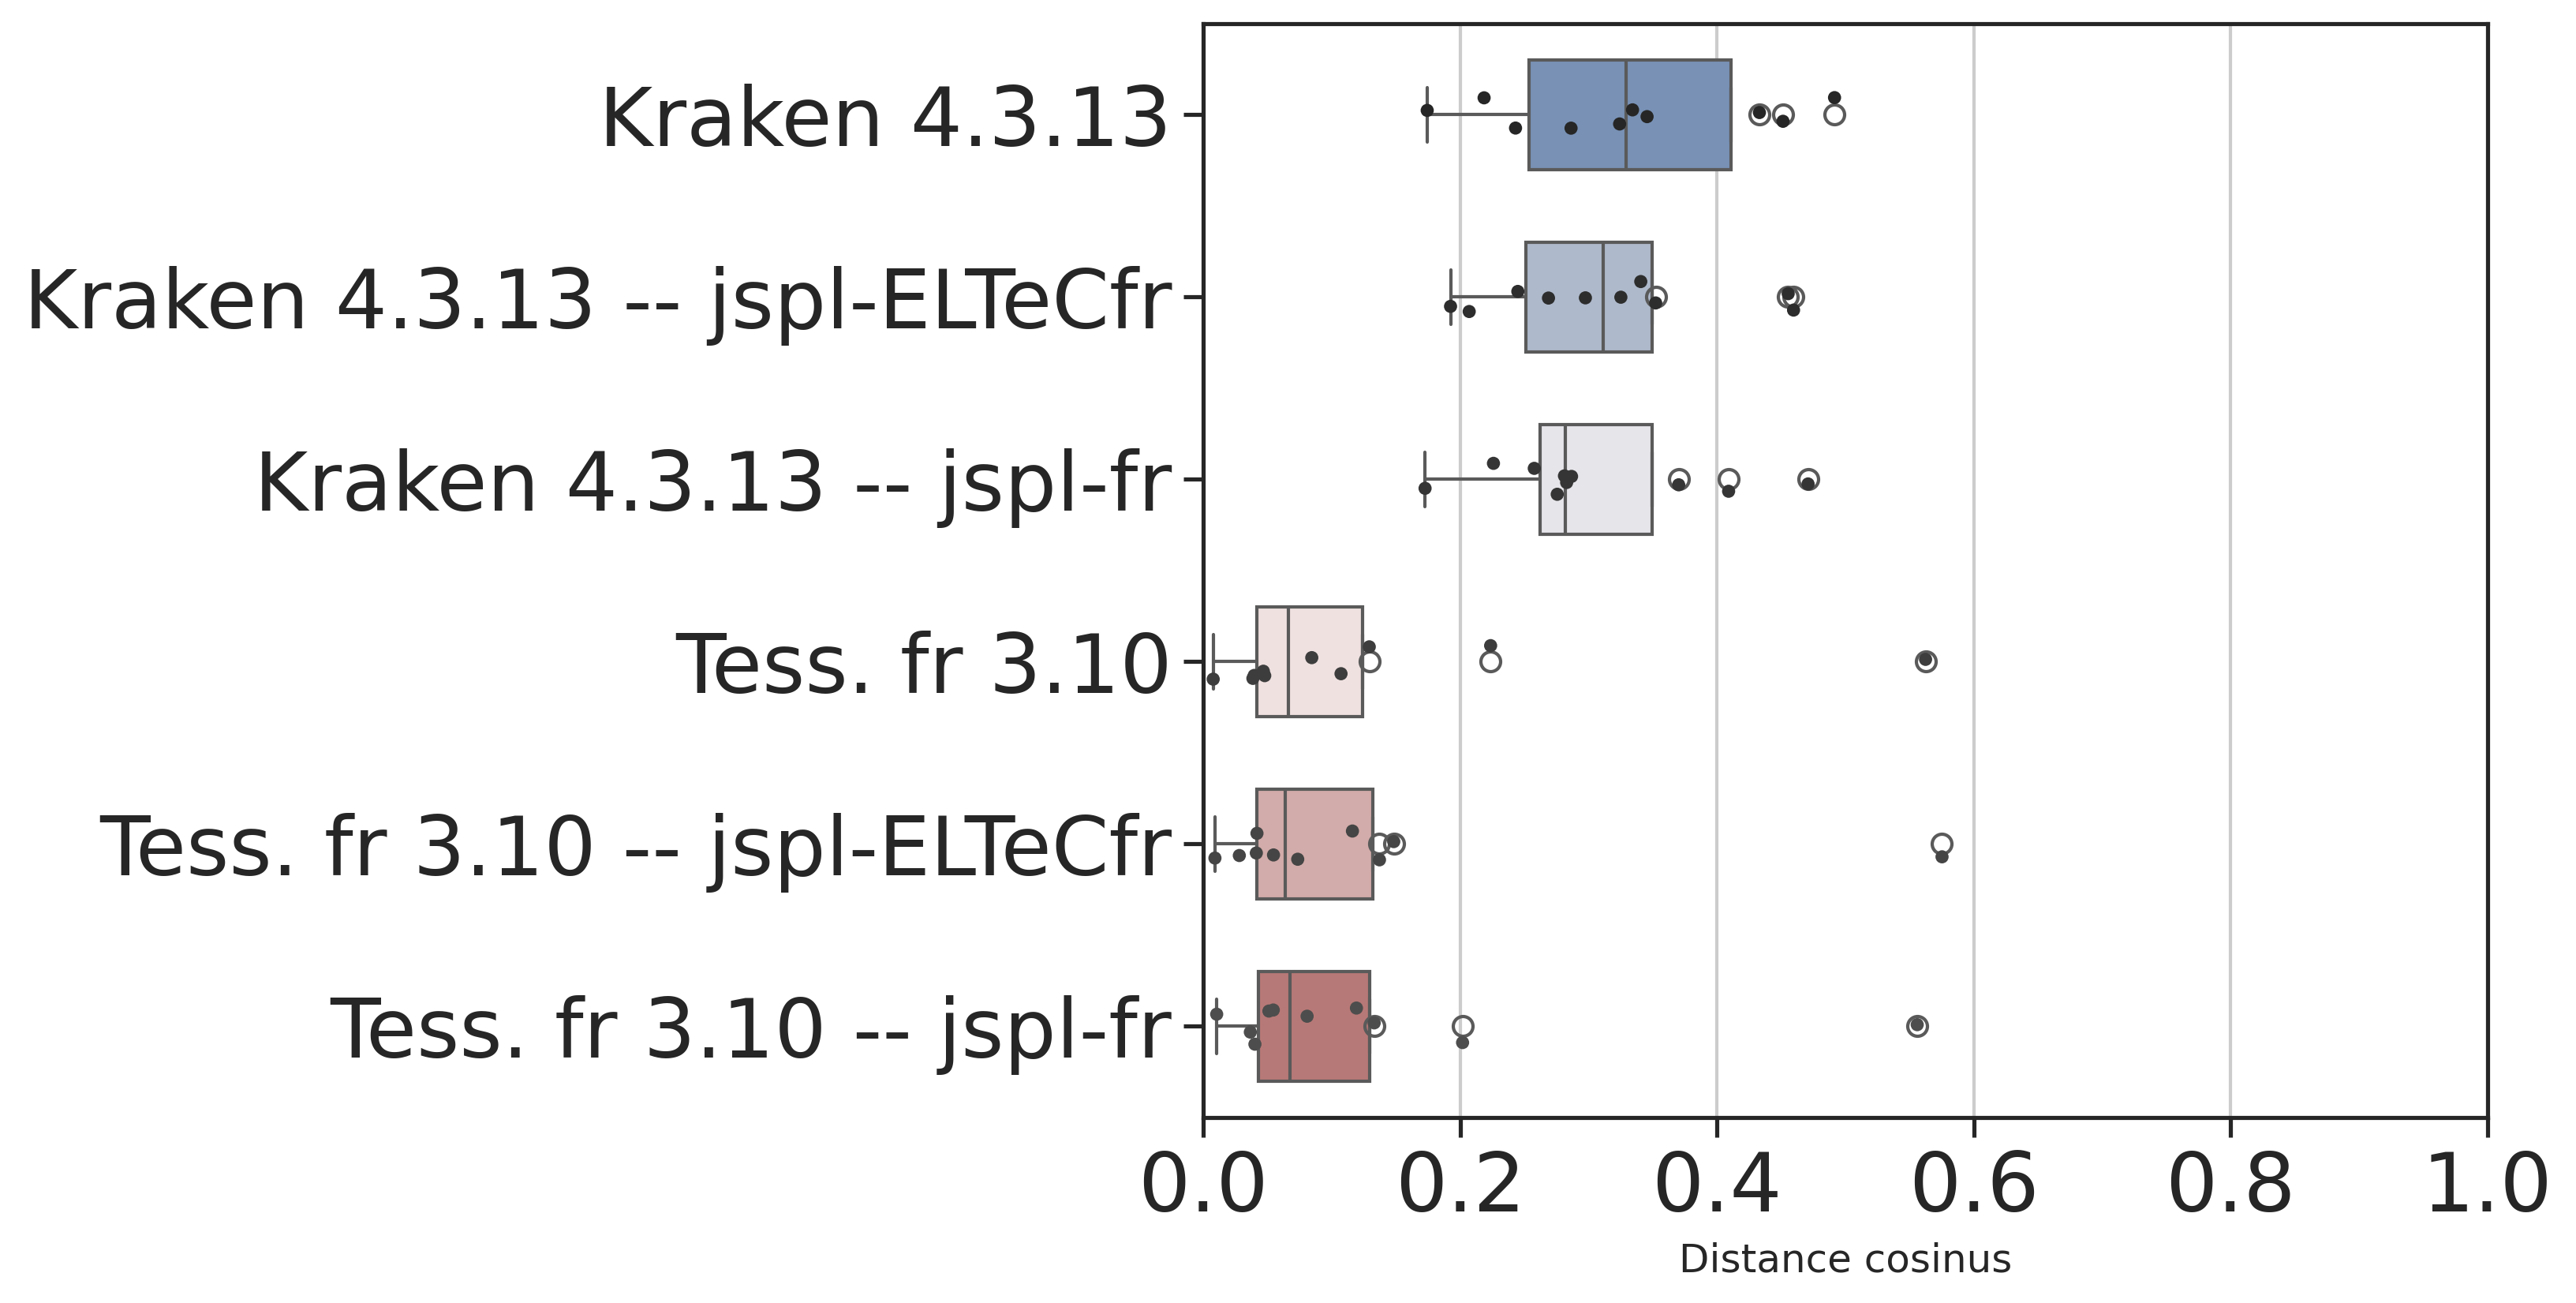 Kraken 4.3.13
Kraken 4.3.13 -- jspl-ELTeCfr
Kraken 4.3.13 -- jspl-fr
Tess. fr 3.10
Tess. fr 3.10 -- jspl-ELTeCfr
Tess. fr 3.10 -- jspl-fr
0.0 0.2 0.4 0.6 0.8 1.0
Distance cosinus